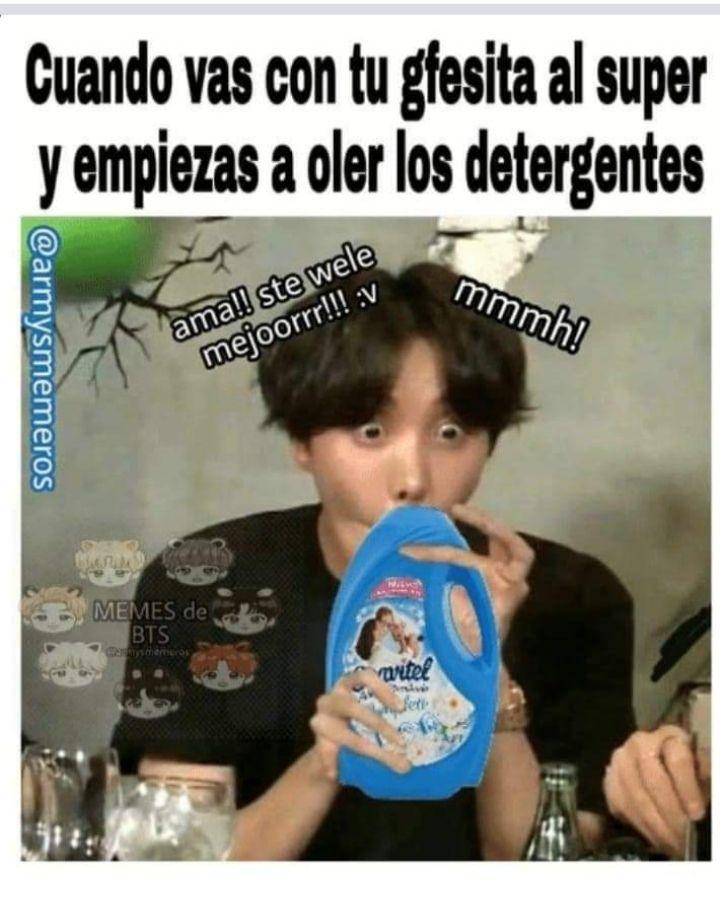 Cuando vas con tu gfesita al super
y empiezas a oler los detergentes
@armysmemeros
ama!! ste wele
mejoorrr!!! :v
mmmh!
MEMES de
BTS
@armysmemeros